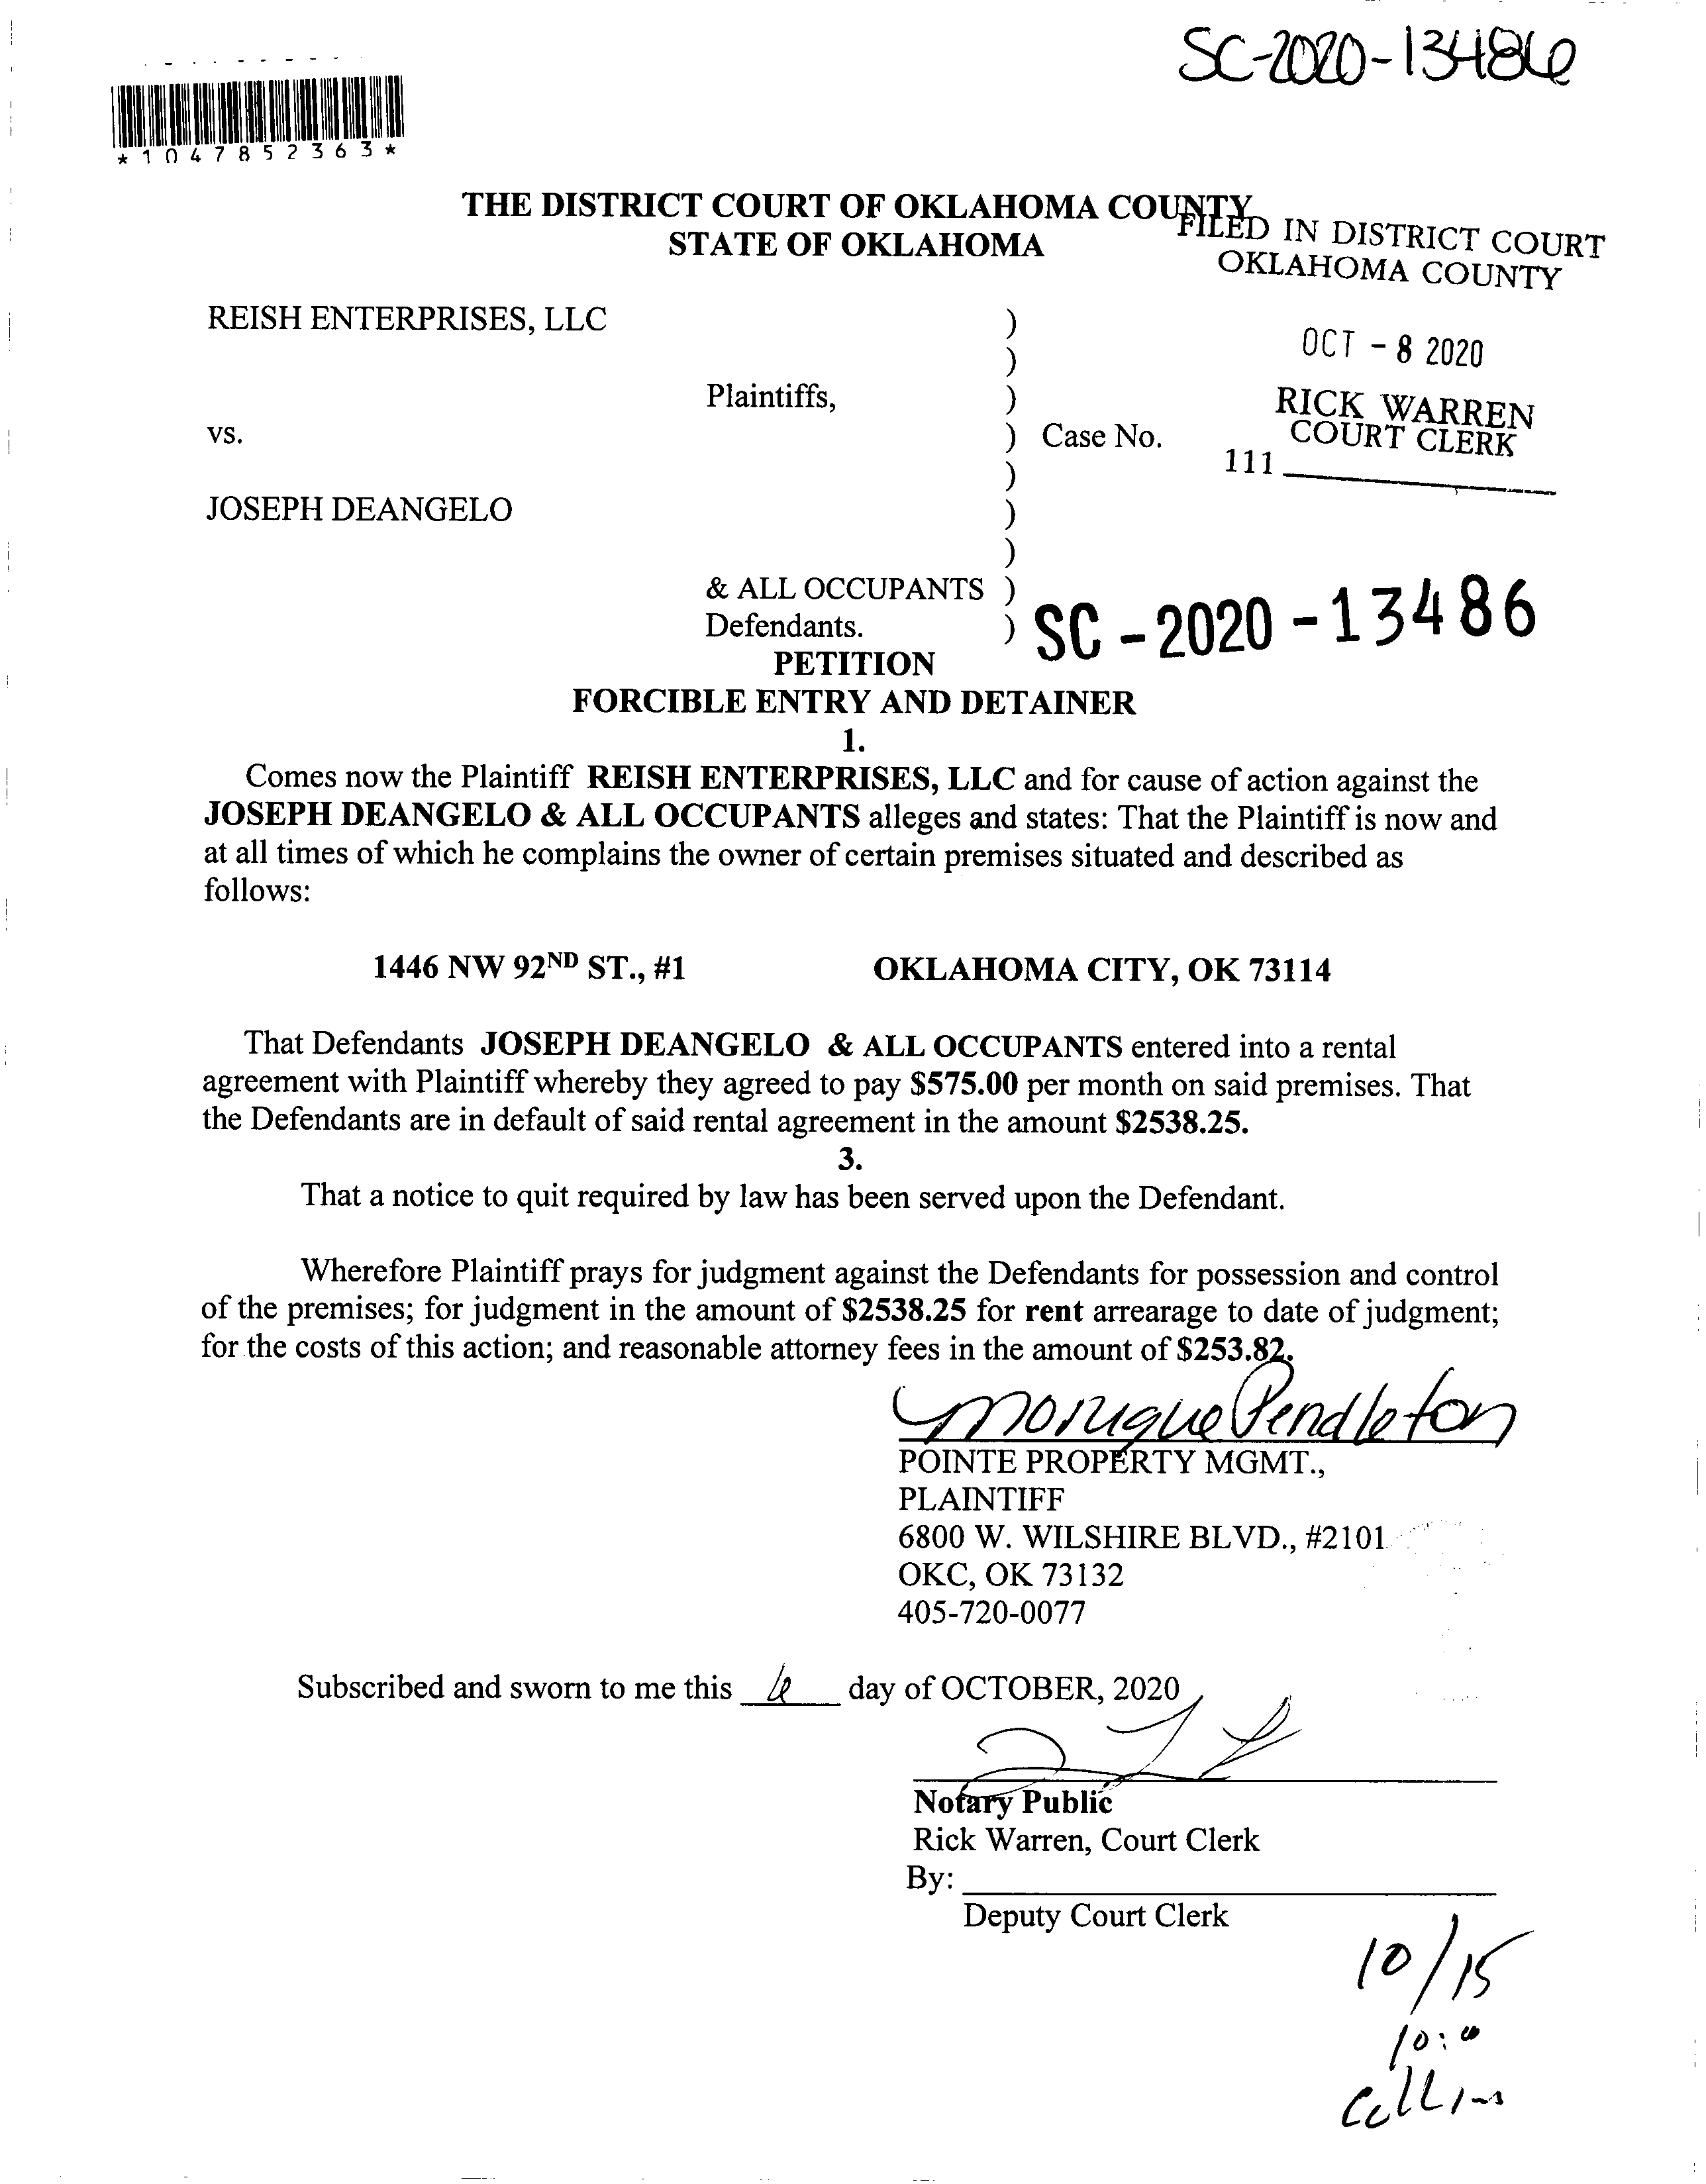 SC-2020-13486
*1047852363*
THE DISTRICT COURT OF OKLAHOMA COUNTY
STATE OF OKLAHOMA
FILED IN DISTRICT COURT
OKLAHOMA COUNTY
REISH ENTERPRISES, LLC )
)
OCT - 8 2020
Plaintiffs, )
RICK WARREN
COURT CLERK
vs. ) Case No.
111
)
JOSEPH DEANGELO )
)
& ALL OCCUPANTS )
Defendants. ) SC - 2020 - 13486
PETITION
FORCIBLE ENTRY AND DETAINER
1.
Comes now the Plaintiff REISH ENTERPRISES, LLC and for cause of action against the
JOSEPH DEANGELO & ALL OCCUPANTS alleges and states: That the Plaintiff is now and
at all times of which he complains the owner of certain premises situated and described as
follows:
1446 NW 92ND ST., #1 OKLAHOMA CITY, OK 73114
That Defendants JOSEPH DEANGELO & ALL OCCUPANTS entered into a rental
agreement with Plaintiff whereby they agreed to pay $575.00 per month on said premises. That
the Defendants are in default of said rental agreement in the amount $2538.25.
3.
That a notice to quit required by law has been served upon the Defendant.
Wherefore Plaintiff prays for judgment against the Defendants for possession and control
of the premises; for judgment in the amount of $2538.25 for rent arrearage to date of judgment;
for the costs of this action; and reasonable attorney fees in the amount of $253.82.
Monique Pendleton
POINTE PROPERTY MGMT.,
PLAINTIFF
6800 W. WILSHIRE BLVD., #2101
OKC, OK 73132
405-720-0077
Subscribed and sworn to me this 6 day of OCTOBER, 2020
Notary Public
Rick Warren, Court Clerk
By:
Deputy Court Clerk
10/15
10:00
Collins